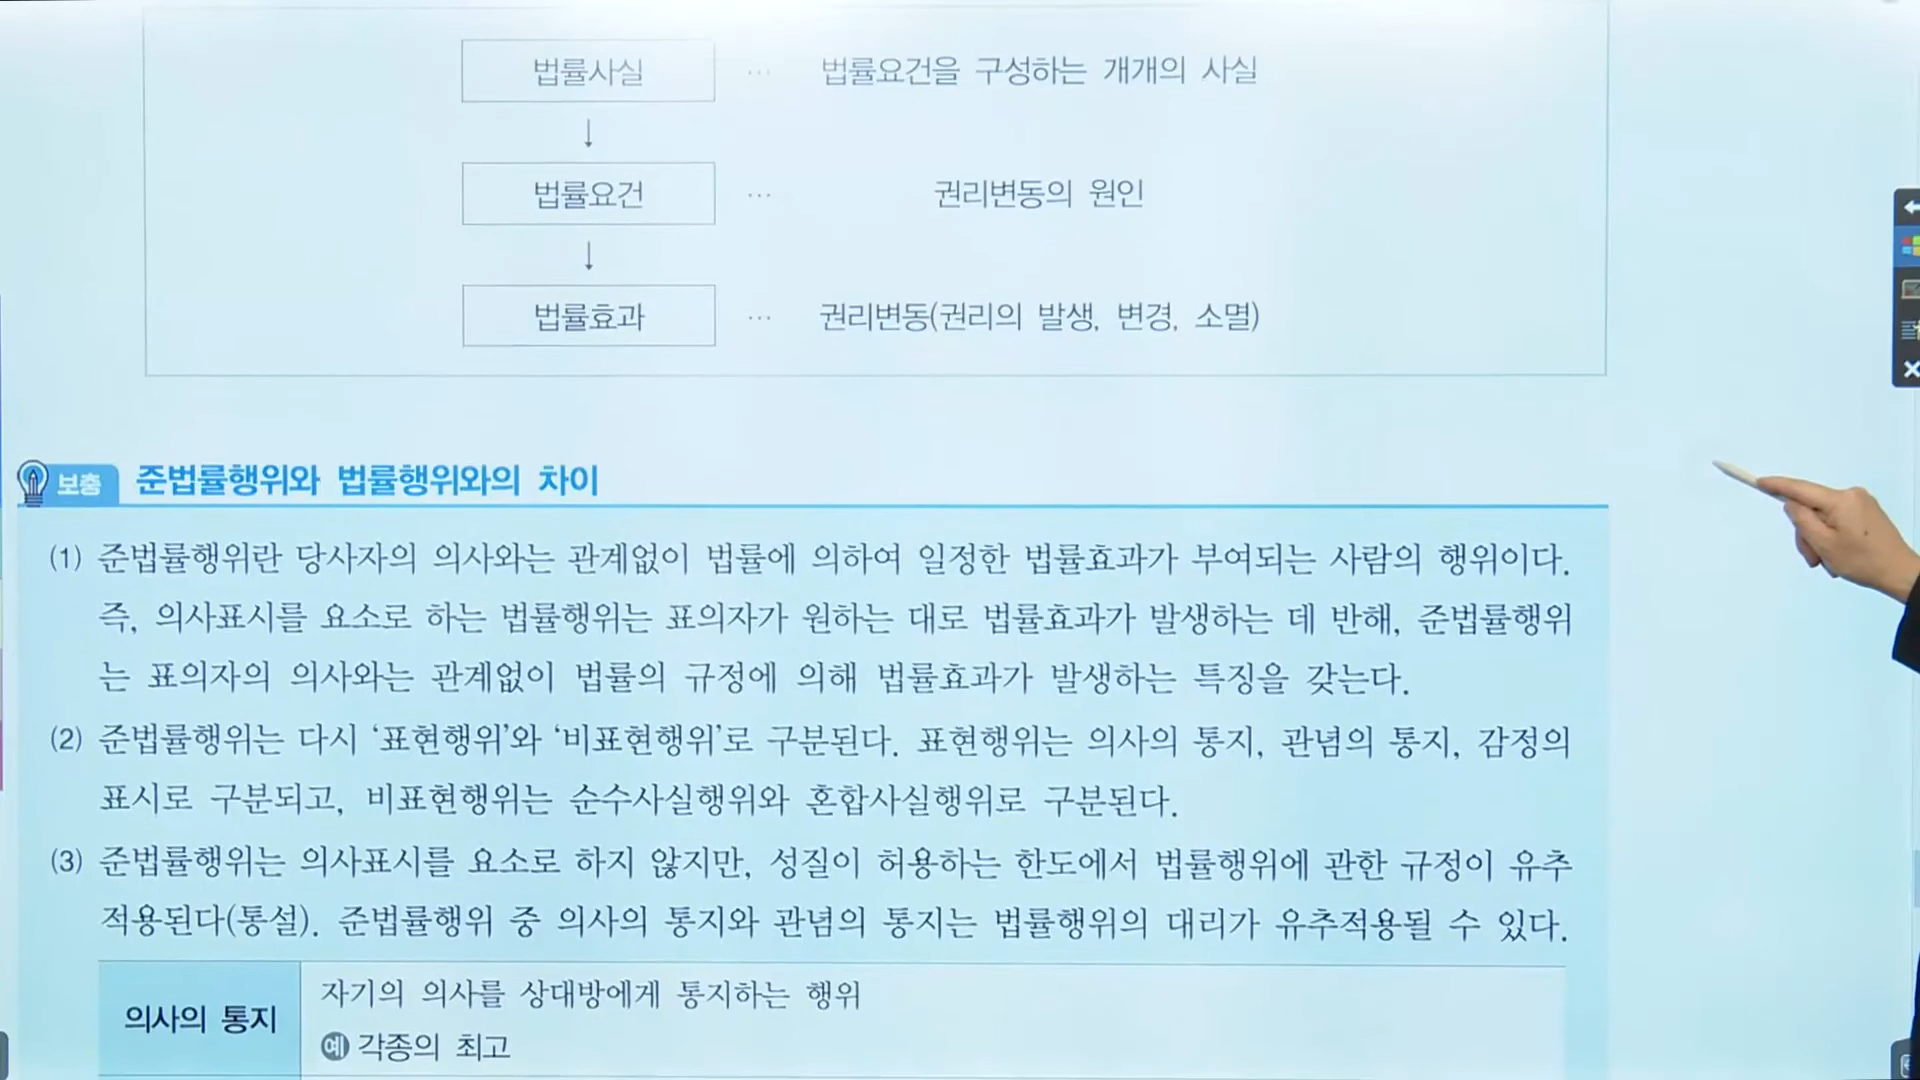 법률사실 … 법률요건을 구성하는 개개의 사실
↓
법률요건 … 권리변동의 원인
↓
법률효과 … 권리변동(권리의 발생, 변경, 소멸)
보충 준법률행위와 법률행위와의 차이
(1) 준법률행위란 당사자의 의사와는 관계없이 법률에 의하여 일정한 법률효과가 부여되는 사람의 행위이다.
즉, 의사표시를 요소로 하는 법률행위는 표의자가 원하는 대로 법률효과가 발생하는 데 반해, 준법률행위
는 표의자의 의사와는 관계없이 법률의 규정에 의해 법률효과가 발생하는 특징을 갖는다.
(2) 준법률행위는 다시 ‘표현행위’와 ‘비표현행위’로 구분된다. 표현행위는 의사의 통지, 관념의 통지, 감정의
표시로 구분되고, 비표현행위는 순수사실행위와 혼합사실행위로 구분된다.
(3) 준법률행위는 의사표시를 요소로 하지 않지만, 성질이 허용하는 한도에서 법률행위에 관한 규정이 유추
적용된다(통설). 준법률행위 중 의사의 통지와 관념의 통지는 법률행위의 대리가 유추적용될 수 있다.
의사의 통지
자기의 의사를 상대방에게 통지하는 행위
예 각종의 최고